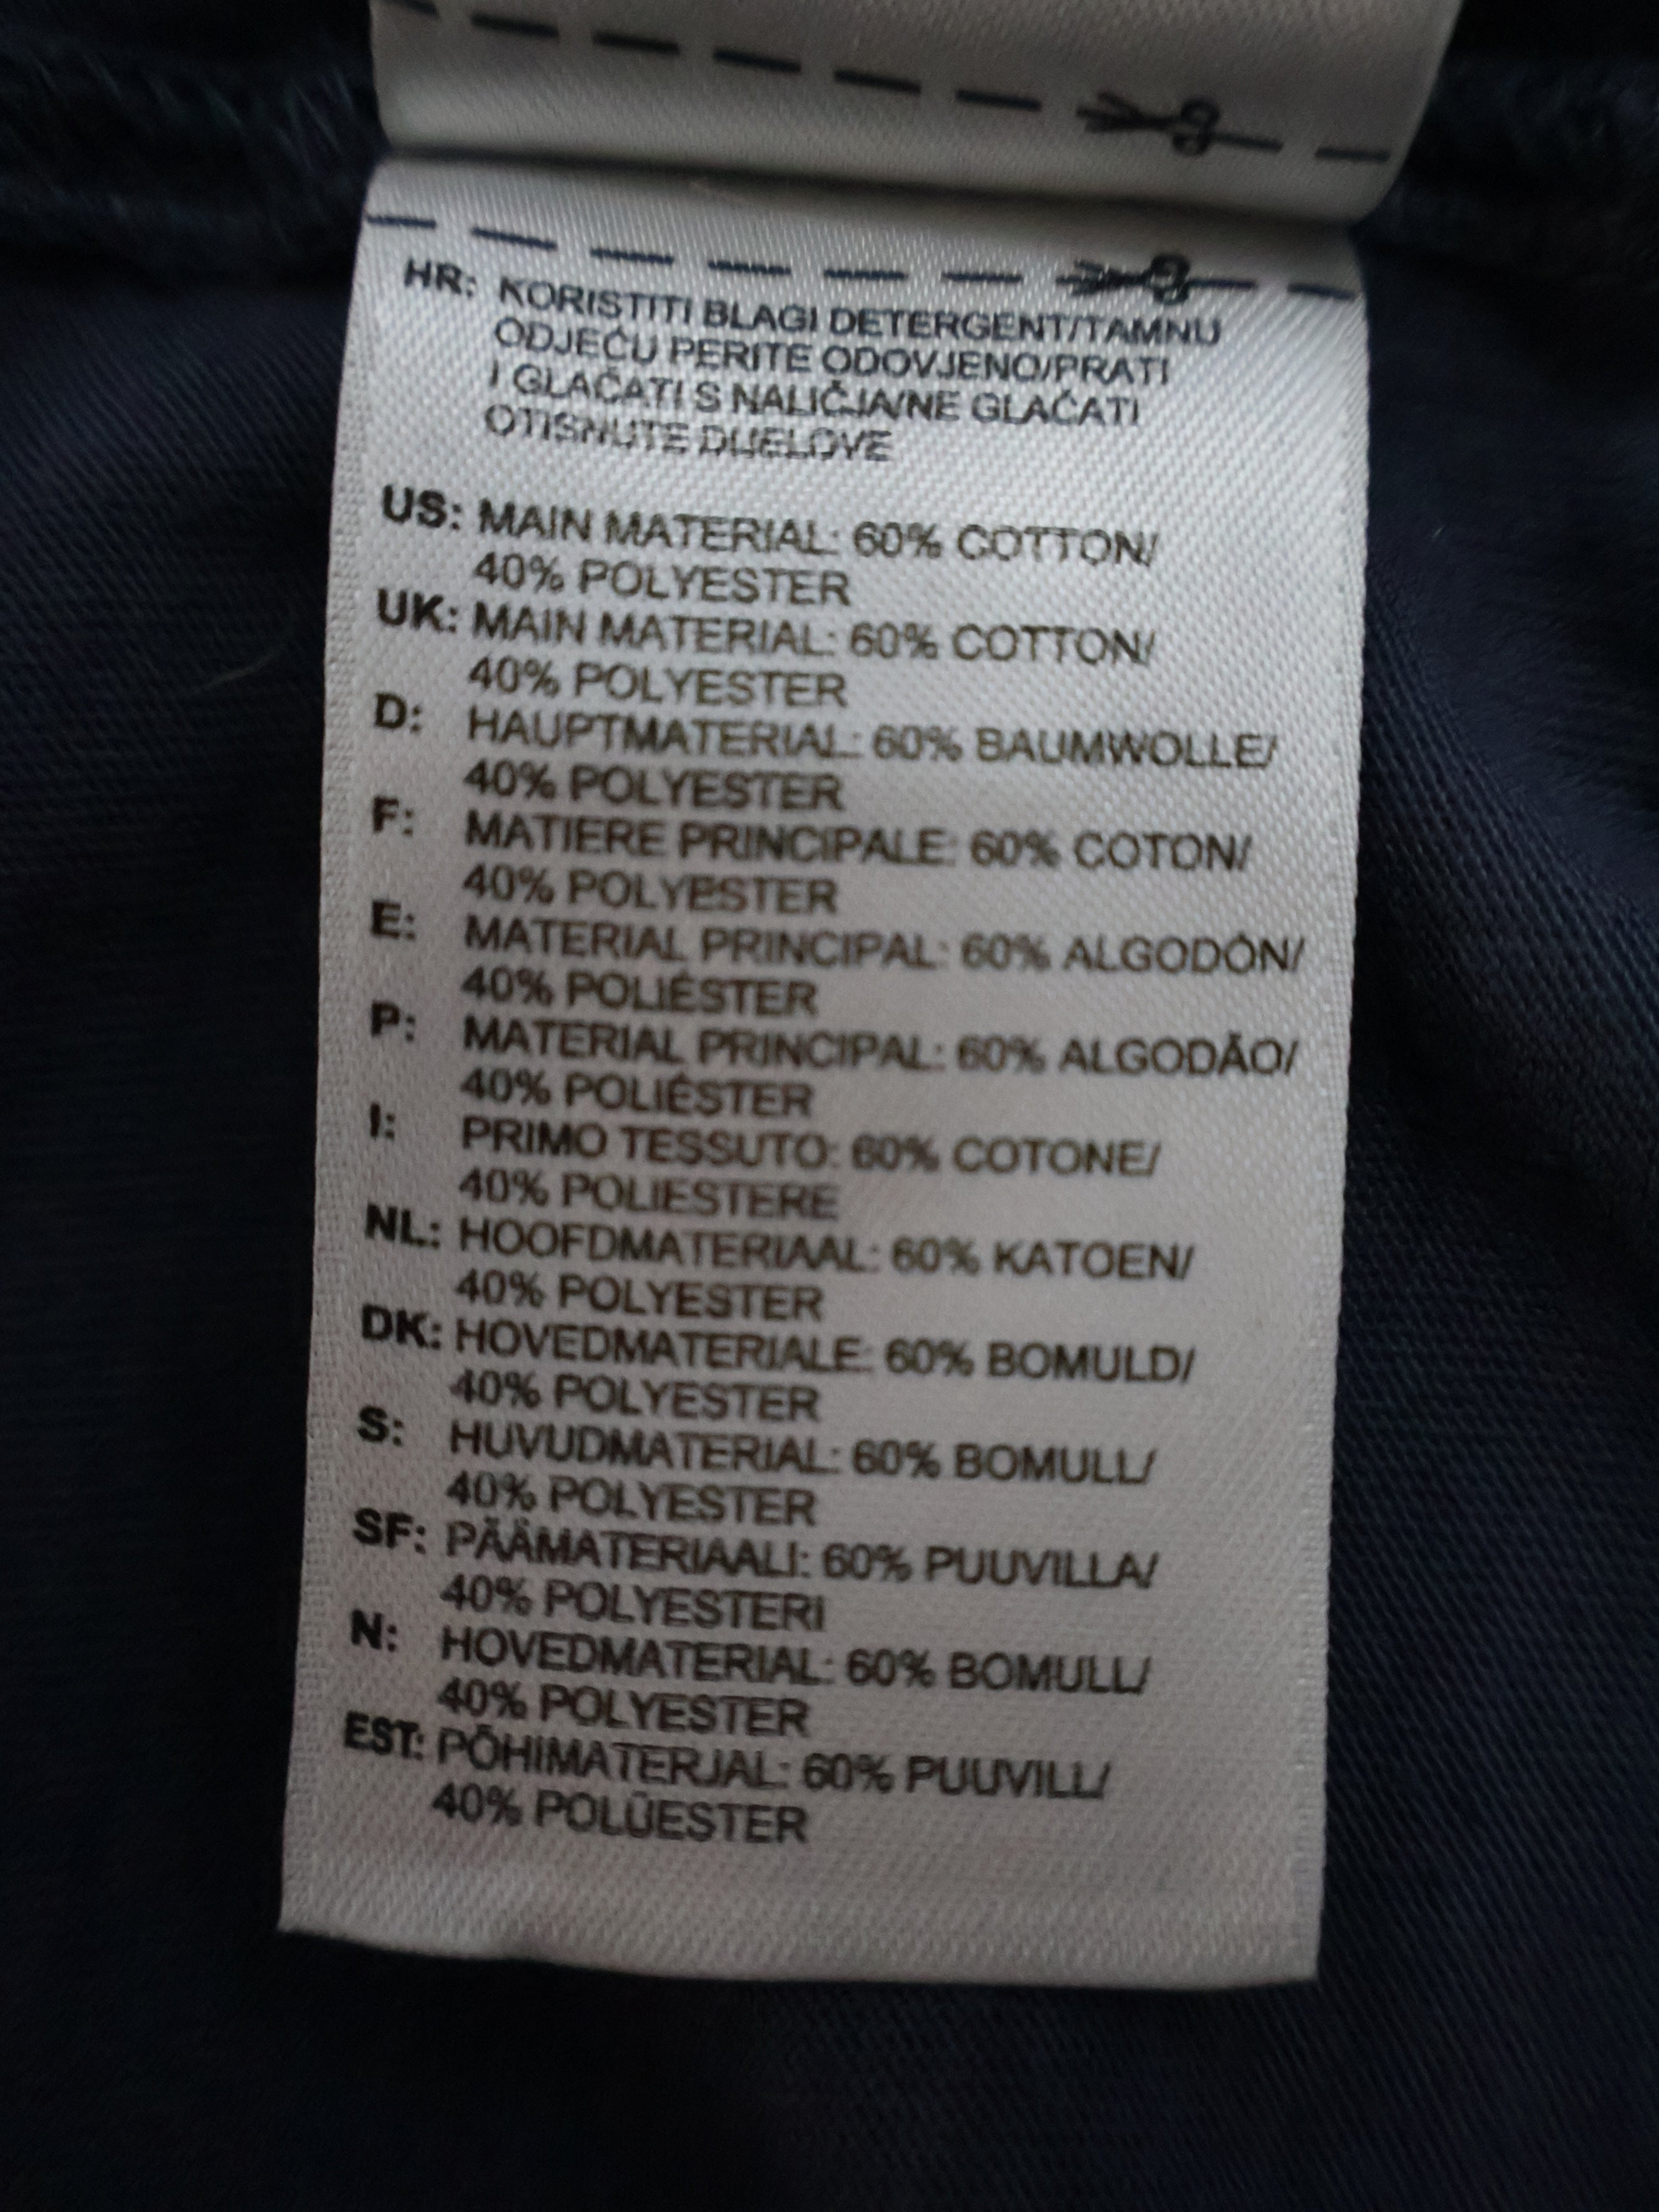 HR: KORISTITI BLAGI DETERGENT/TAMNU
ODJEĆU PERITE ODOVJENO/PRATI
I GLAČATI S NALIČJA/NE GLAČATI
OTISNUTE DIJELOVE
US: MAIN MATERIAL: 60% COTTON/
40% POLYESTER
UK: MAIN MATERIAL: 60% COTTON/
40% POLYESTER
D: HAUPTMATERIAL: 60% BAUMWOLLE/
40% POLYESTER
F: MATIERE PRINCIPALE: 60% COTON/
40% POLYESTER
E: MATERIAL PRINCIPAL: 60% ALGODÓN/
40% POLIÉSTER
P: MATERIAL PRINCIPAL: 60% ALGODÃO/
40% POLIÉSTER
I: PRIMO TESSUTO: 60% COTONE/
40% POLIESTERE
NL: HOOFDMATERIAAL: 60% KATOEN/
40% POLYESTER
DK: HOVEDMATERIALE: 60% BOMULD/
40% POLYESTER
S: HUVUDMATERIAL: 60% BOMULL/
40% POLYESTER
SF: PÄÄMATERIAALI: 60% PUUVILLA/
40% POLYESTERI
N: HOVEDMATERIAL: 60% BOMULL/
40% POLYESTER
EST: PÕHIMATERJAL: 60% PUUVILL/
40% POLÜESTER